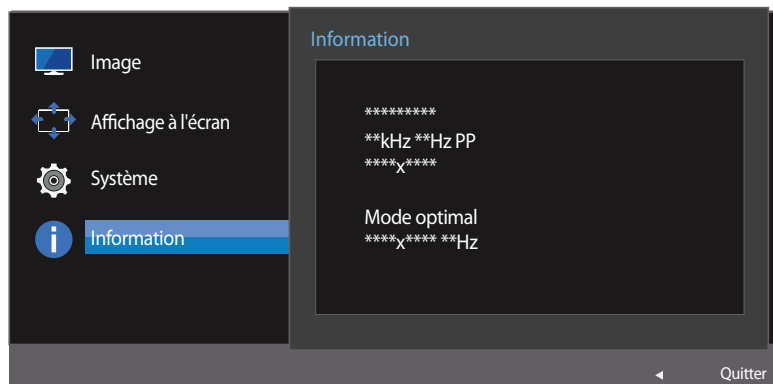 Image
Affichage à l'écran
Système
Information
Information
*********
**kHz **Hz PP
****x****
Mode optimal
****x**** **Hz
Quitter